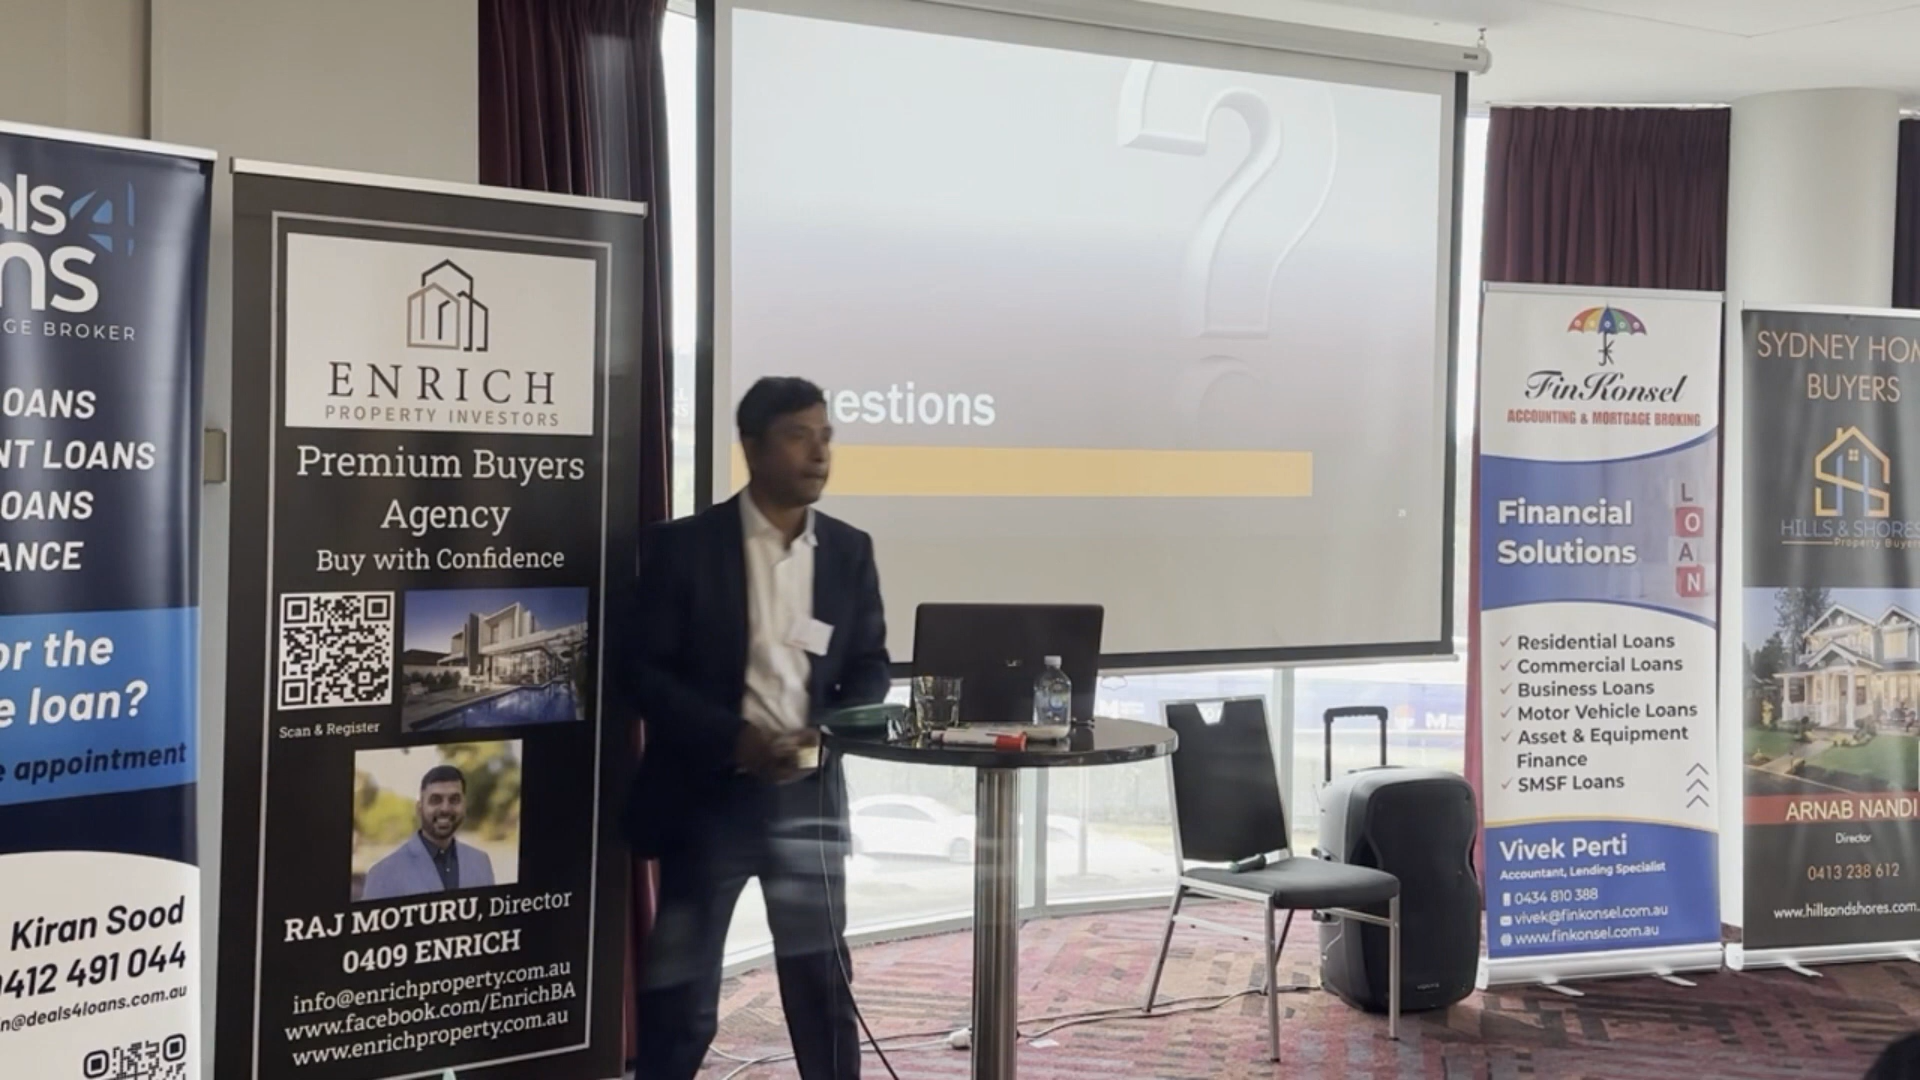 als4
ns
GE BROKER
OANS
NT LOANS
OANS
ANCE
or the
e loan?
e appointment
Kiran Sood
0412 491 044
n@deals4loans.com.au
ENRICH
PROPERTY INVESTORS
Premium Buyers
Agency
Buy with Confidence
Scan & Register
RAJ MOTURU, Director
0409 ENRICH
info@enrichproperty.com.au
www.facebook.com/EnrichBA
www.enrichproperty.com.au
uestions
FinKonsel
ACCOUNTING & MORTGAGE BROKING
Financial
Solutions
LOAN
✓ Residential Loans
✓ Commercial Loans
✓ Business Loans
✓ Motor Vehicle Loans
✓ Asset & Equipment
Finance
✓ SMSF Loans
Vivek Perti
Accountant, Lending Specialist
0434 810 388
vivek@finkonsel.com.au
www.finkonsel.com.au
SYDNEY HOM
BUYERS
HILLS & SHORES
Property Buyer
ARNAB NANDI
Director
0413 238 612
www.hillsandshores.com.